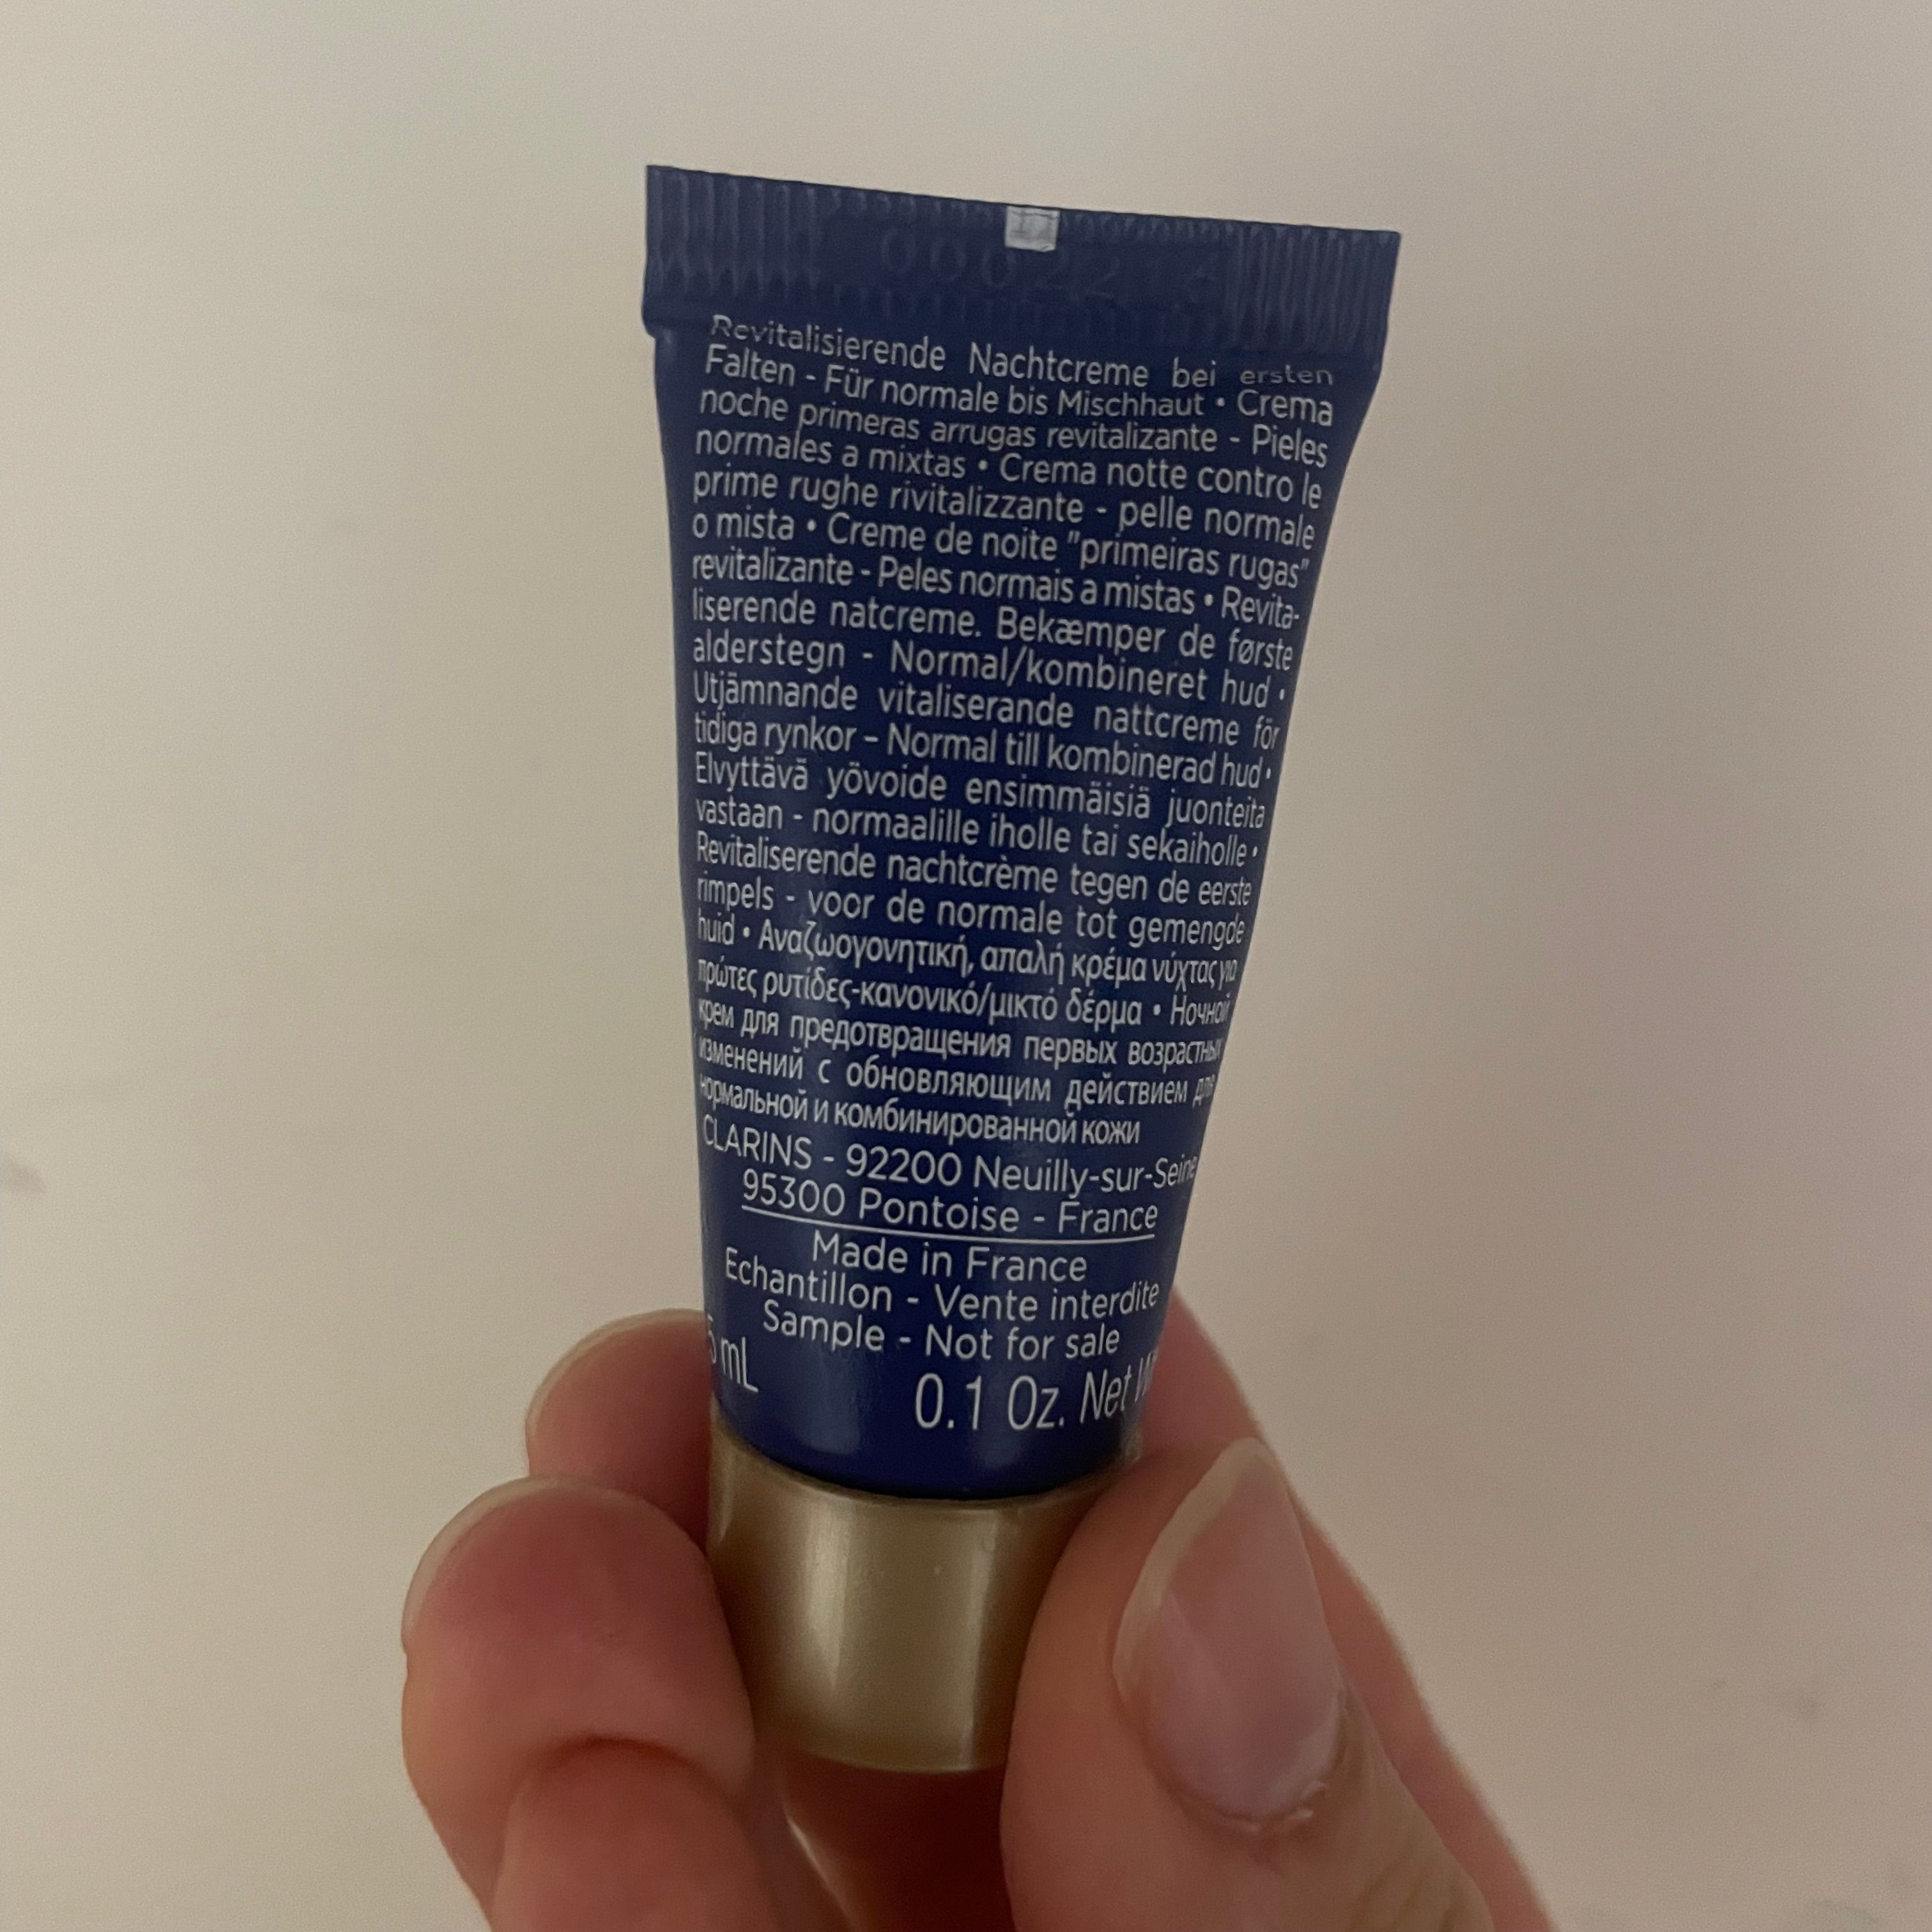 Revitalisierende Nachtcreme bei ersten
Falten - Für normale bis Mischhaut • Crema
noche primeras arrugas revitalizante - Pieles
normales a mixtas • Crema notte contro le
prime rughe rivitalizzante - pelle normale
o mista • Creme de noite "primeiras rugas"
revitalizante - Peles normais a mistas • Revita-
liserende natcreme. Bekæmper de første
alderstegn - Normal/kombineret hud •
Utjämnande vitaliserande nattcreme för
tidiga rynkor – Normal till kombinerad hud •
Elvyttävä yövoide ensimmäisiä juonteita
vastaan - normaalille iholle tai sekaiholle •
Revitaliserende nachtcrème tegen de eerste
rimpels - voor de normale tot gemengde
huid • Αναζωογονητική, απαλή κρέμα νύχτας για
πρώτες ρυτίδες-κανονικό/μικτό δέρμα • Ночной
крем для предотвращения первых возрастных
изменений с обновляющим действием для
нормальной и комбинированной кожи
CLARINS - 92200 Neuilly-sur-Seine
95300 Pontoise - France
Made in France
Echantillon - Vente interdite
Sample - Not for sale
5 mL 0.1 Oz. Net